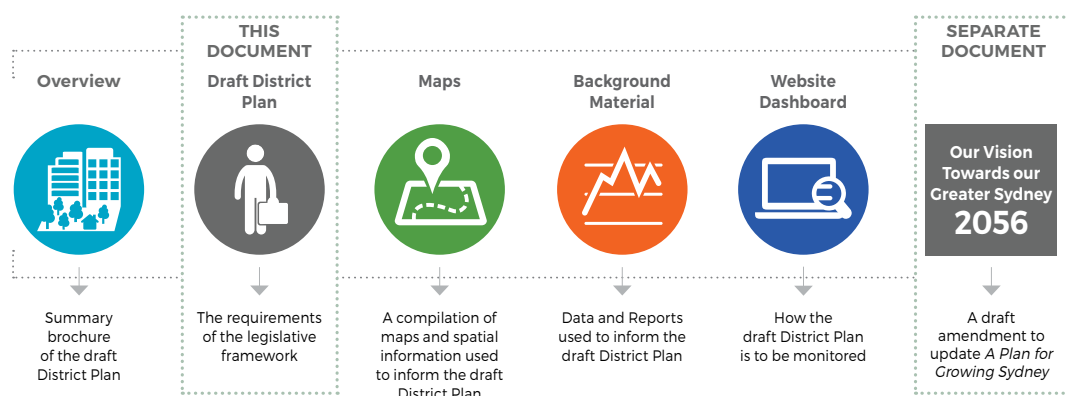 THIS
DOCUMENT
SEPARATE
DOCUMENT
Overview
Draft District
Plan
Maps
Background
Material
Website
Dashboard
Our Vision
Towards our
Greater Sydney
2056
Summary
brochure
of the draft
District Plan
The requirements
of the legislative
framework
A compilation of
maps and spatial
information used
to inform the draft
District Plan
Data and Reports
used to inform the
draft District Plan
How the
draft District Plan
is to be monitored
A draft
amendment to
update A Plan for
Growing Sydney